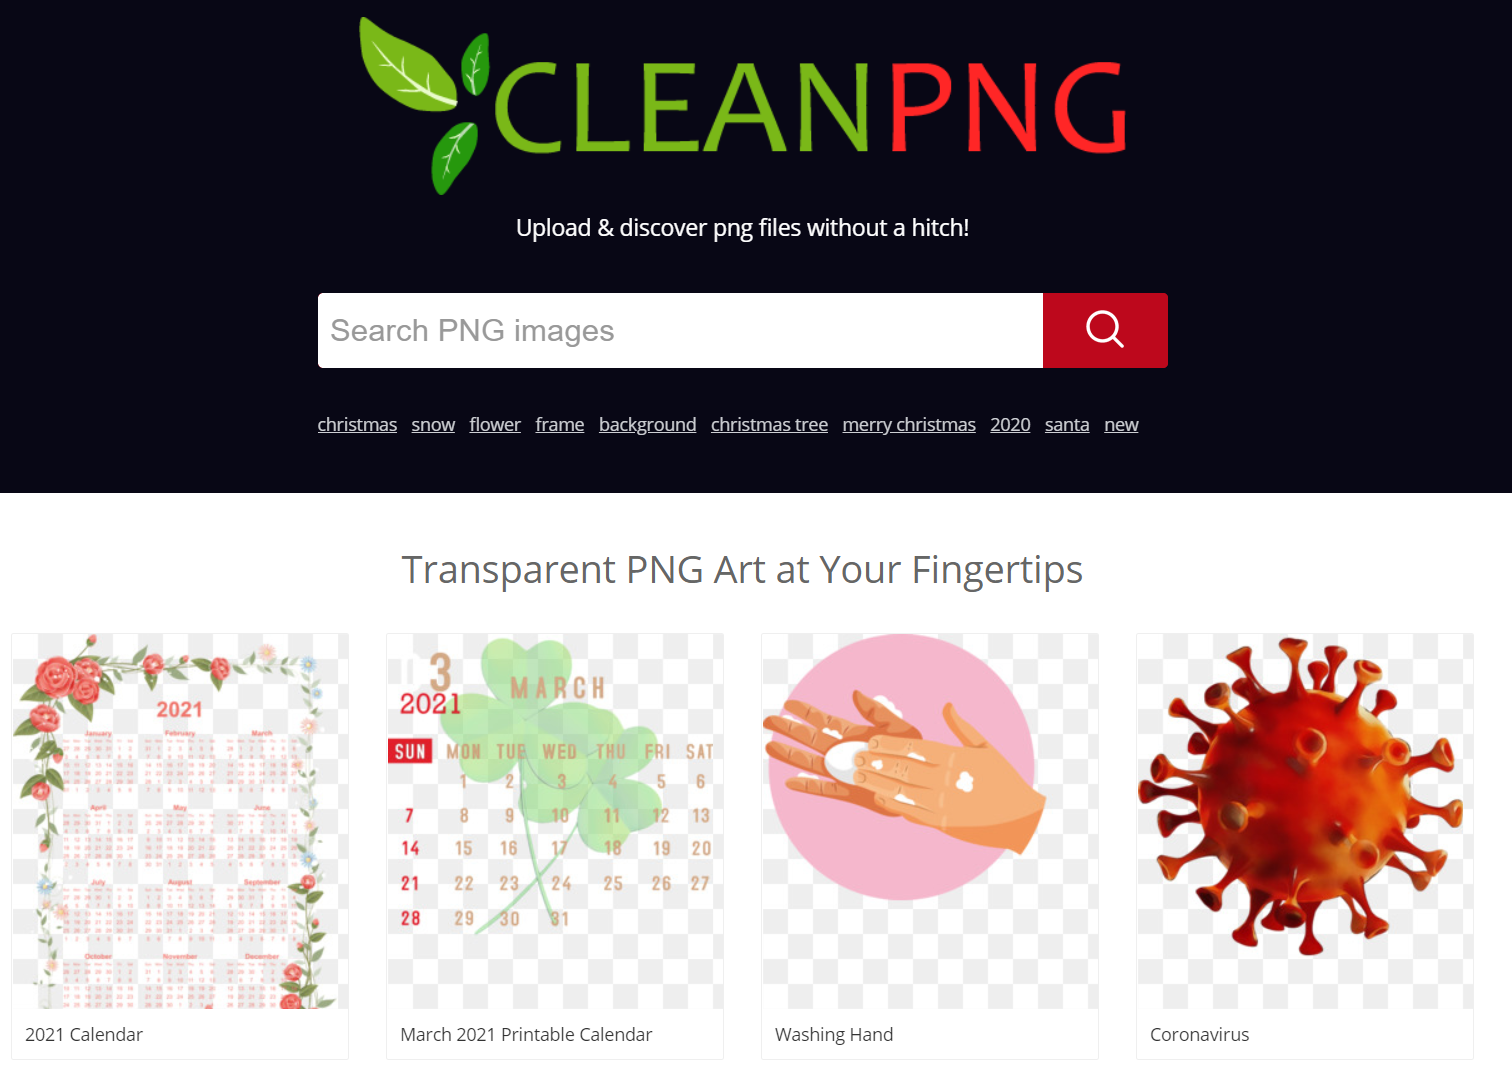 CLEANPNG
Upload & discover png files without a hitch!
Search PNG images
christmas snow flower frame background christmas tree merry christmas 2020 santa new
Transparent PNG Art at Your Fingertips
2021
January February March
April May June
July August September
October November December
3
2021
MARCH
SUN MON TUE WED THU FRI SAT
1 2 3 4 5 6
7 8 9 10 11 12 13
14 15 16 17 18 19 20
21 22 23 24 25 26 27
28 29 30 31
2021 Calendar
March 2021 Printable Calendar
Washing Hand
Coronavirus